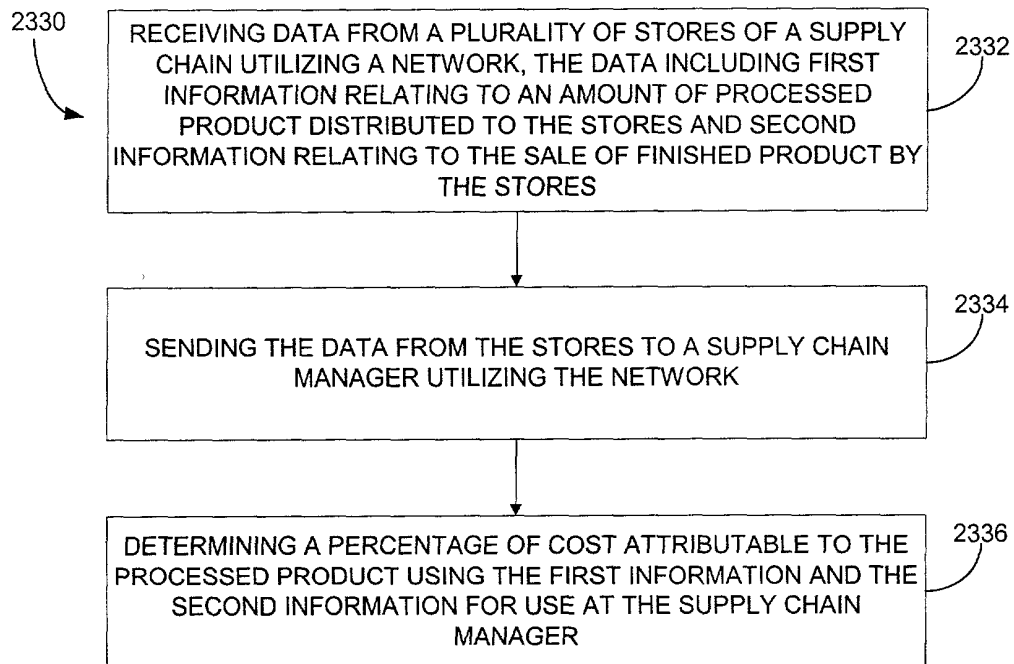 2330
RECEIVING DATA FROM A PLURALITY OF STORES OF A SUPPLY
CHAIN UTILIZING A NETWORK, THE DATA INCLUDING FIRST
INFORMATION RELATING TO AN AMOUNT OF PROCESSED
PRODUCT DISTRIBUTED TO THE STORES AND SECOND
INFORMATION RELATING TO THE SALE OF FINISHED PRODUCT BY
THE STORES
2332
SENDING THE DATA FROM THE STORES TO A SUPPLY CHAIN
MANAGER UTILIZING THE NETWORK
2334
DETERMINING A PERCENTAGE OF COST ATTRIBUTABLE TO THE
PROCESSED PRODUCT USING THE FIRST INFORMATION AND THE
SECOND INFORMATION FOR USE AT THE SUPPLY CHAIN
MANAGER
2336